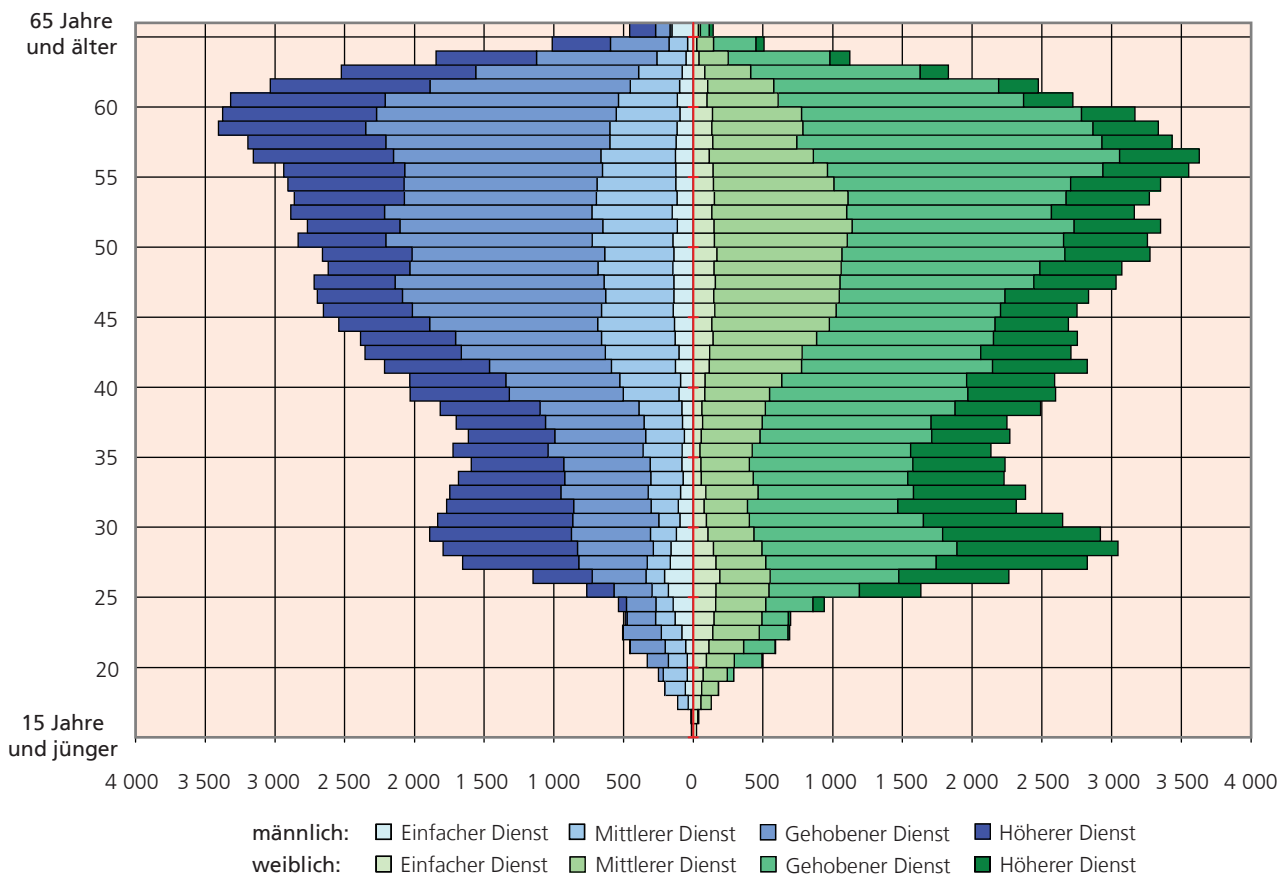 65 Jahre
und älter
60
55
50
45
40
35
30
25
20
15 Jahre
und jünger
4 000 3 500 3 000 2 500 2 000 1 500 1 000 500 0 500 1 000 1 500 2 000 2 500 3 000 3 500 4 000
männlich: Einfacher Dienst Mittlerer Dienst Gehobener Dienst Höherer Dienst
weiblich: Einfacher Dienst Mittlerer Dienst Gehobener Dienst Höherer Dienst